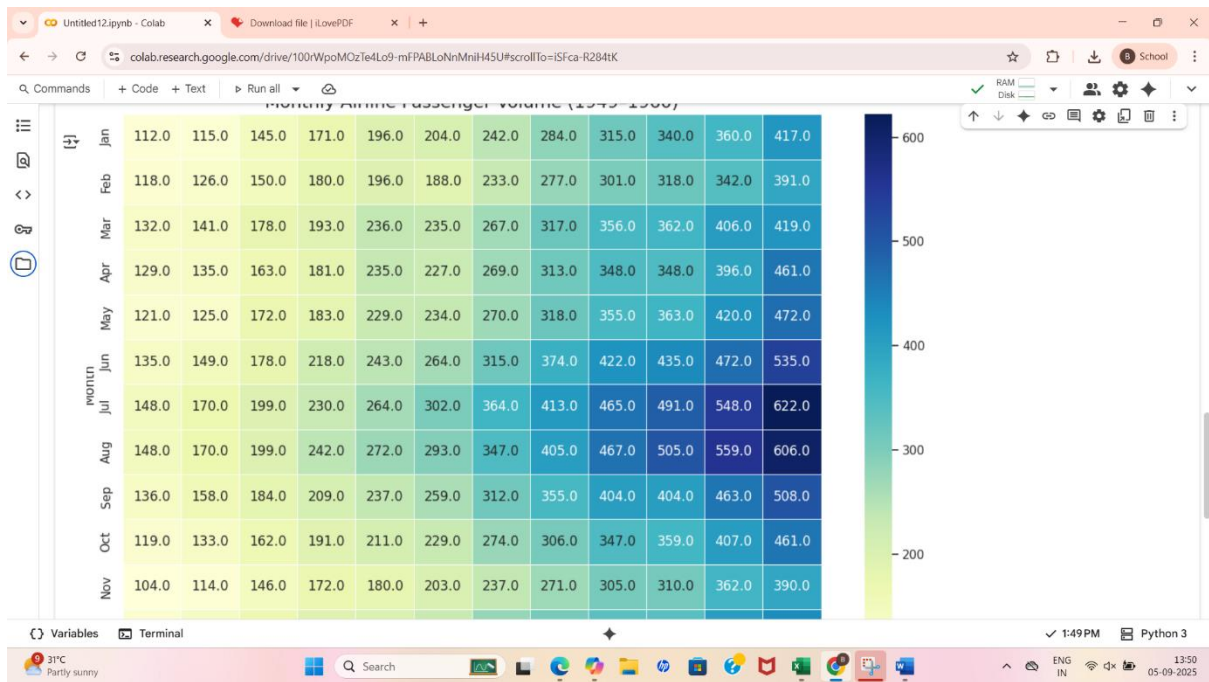 Untitled12.ipynb - Colab
Download file | iLovePDF
colab.research.google.com/drive/100rWpoMOzTe4Lo9-mFPABLoNnMniH45U#scrollTo=iSFca-R284tK
School
Commands + Code + Text Run all
RAM
Disk
Monthly Airline Passenger Volume (1949-1960)
Jan 112.0 115.0 145.0 171.0 196.0 204.0 242.0 284.0 315.0 340.0 360.0 417.0
Feb 118.0 126.0 150.0 180.0 196.0 188.0 233.0 277.0 301.0 318.0 342.0 391.0
Mar 132.0 141.0 178.0 193.0 236.0 235.0 267.0 317.0 356.0 362.0 406.0 419.0
Apr 129.0 135.0 163.0 181.0 235.0 227.0 269.0 313.0 348.0 348.0 396.0 461.0
May 121.0 125.0 172.0 183.0 229.0 234.0 270.0 318.0 355.0 363.0 420.0 472.0
Jun 135.0 149.0 178.0 218.0 243.0 264.0 315.0 374.0 422.0 435.0 472.0 535.0
Month
Jul 148.0 170.0 199.0 230.0 264.0 302.0 364.0 413.0 465.0 491.0 548.0 622.0
Aug 148.0 170.0 199.0 242.0 272.0 293.0 347.0 405.0 467.0 505.0 559.0 606.0
Sep 136.0 158.0 184.0 209.0 237.0 259.0 312.0 355.0 404.0 404.0 463.0 508.0
Oct 119.0 133.0 162.0 191.0 211.0 229.0 274.0 306.0 347.0 359.0 407.0 461.0
Nov 104.0 114.0 146.0 172.0 180.0 203.0 237.0 271.0 305.0 310.0 362.0 390.0
600
500
400
300
200
Variables Terminal
1:49 PM Python 3
9
31°C
Partly sunny
Search
ENG
IN
13:50
05-09-2025